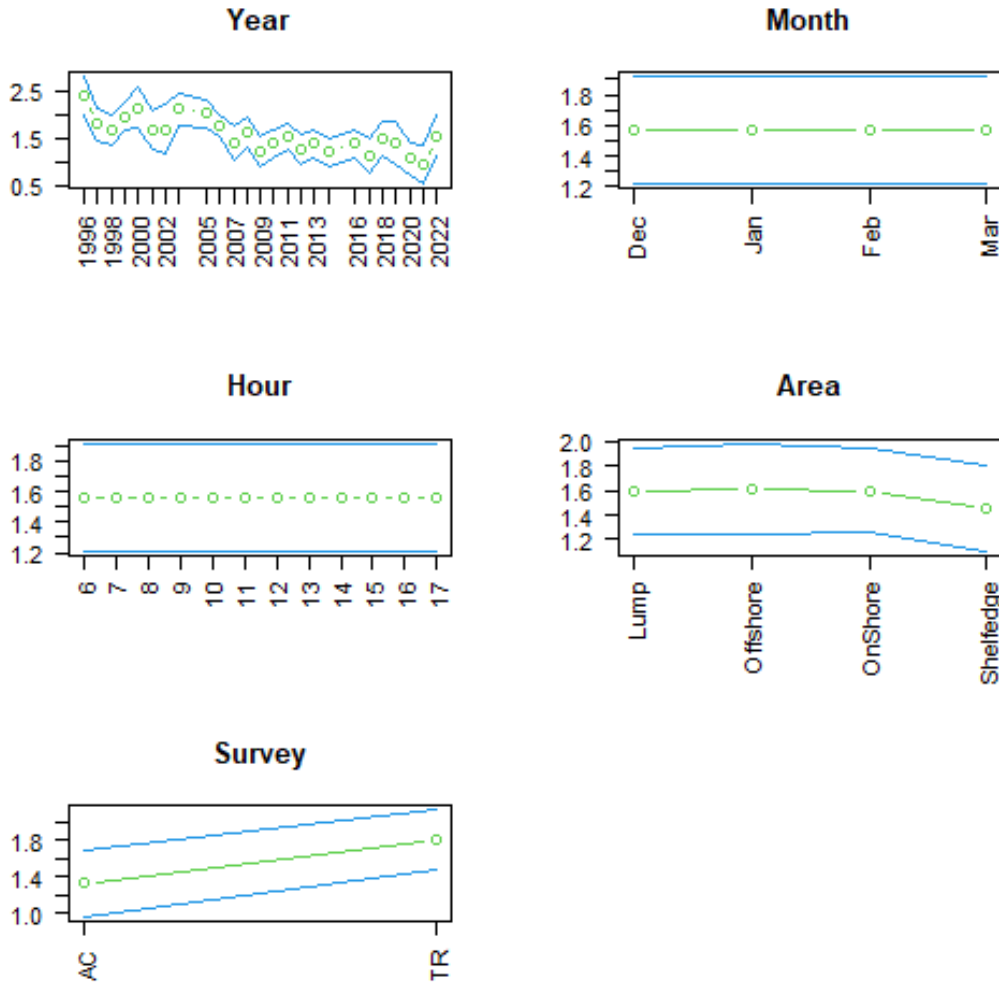 Year
2.5
1.5
0.5
1996
1998
2000
2002
2005
2007
2009
2011
2013
2016
2018
2020
2022
Month
1.8
1.6
1.4
1.2
Dec
Jan
Feb
Mar
Hour
1.8
1.6
1.4
1.2
6
7
8
9
10
11
12
13
14
15
16
17
Area
2.0
1.8
1.6
1.4
1.2
Lump
Offshore
OnShore
Shelfedge
Survey
1.8
1.4
1.0
AC
TR